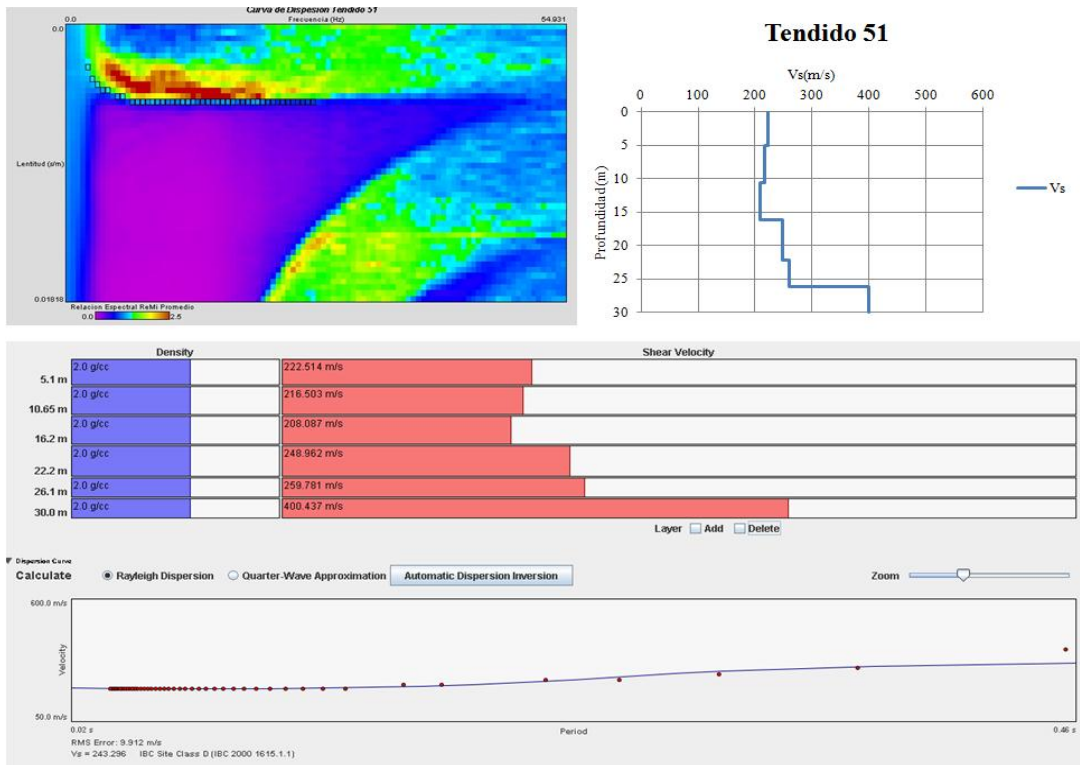 Curva de Dispesión Tendido 51
0.0 Frecuencia (Hz) 54.931
0.0
Lentitud (s/m)
0.01818
Relacion Espectral ReMi Promedio
0.0 2.5
Tendido 51
Vs(m/s)
0 100 200 300 400 500 600
0
5
10
15
20
25
30
Profundidad(m)
Vs
Density Shear Velocity
2.0 g/cc 222.514 m/s
5.1 m
2.0 g/cc 216.503 m/s
10.65 m
2.0 g/cc 208.087 m/s
16.2 m
2.0 g/cc 248.962 m/s
22.2 m
2.0 g/cc 259.781 m/s
26.1 m
2.0 g/cc 400.437 m/s
30.0 m
Layer Add Delete
Dispersion Curve
Calculate Rayleigh Dispersion Quarter-Wave Approximation Automatic Dispersion Inversion Zoom
600.0 m/s
Velocity
50.0 m/s
0.02 s Period 0.46 s
RMS Error: 9.912 m/s
Vs = 243.296 IBC Site Class D (IBC 2000 1615.1.1)